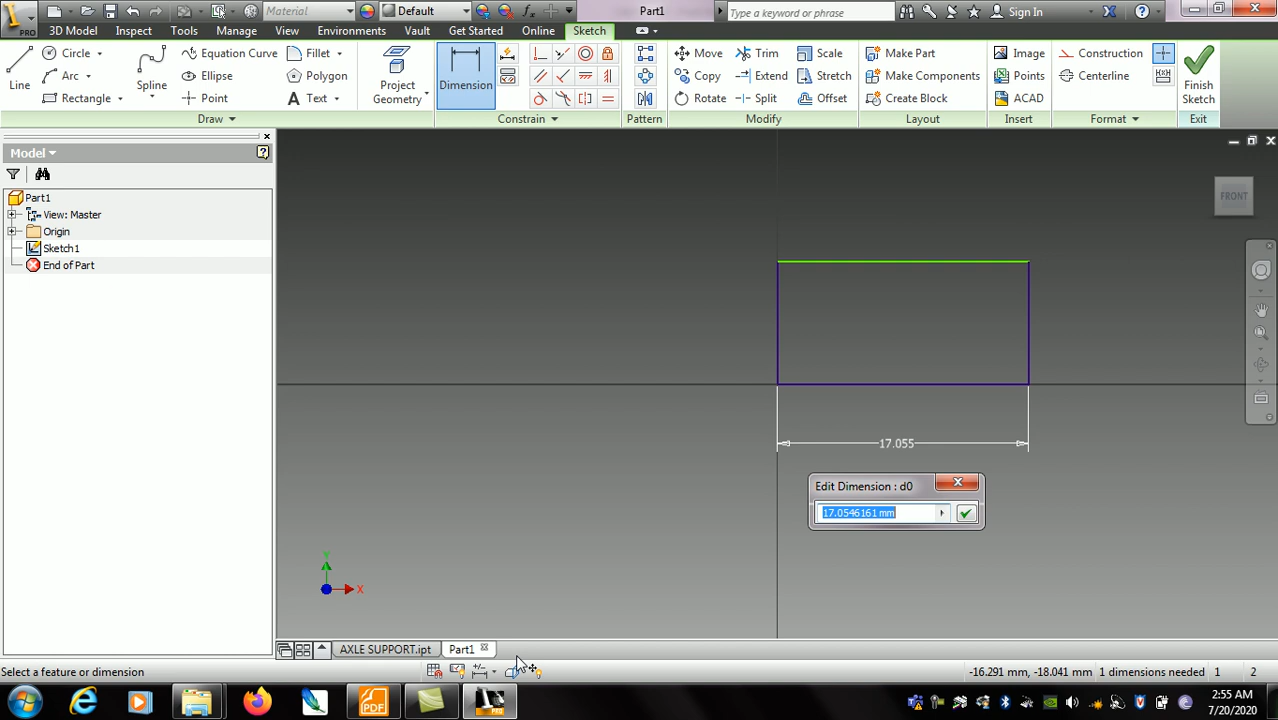 Material
Default
Part1
Type a keyword or phrase
Sign In
PRO
3D Model
Inspect
Tools
Manage
View
Environments
Vault
Get Started
Online
Sketch
Line
Circle
Arc
Rectangle
Spline
Equation Curve
Ellipse
Point
Fillet
Polygon
Text
Project
Geometry
Dimension
Move
Copy
Rotate
Trim
Extend
Split
Scale
Stretch
Offset
Make Part
Make Components
Create Block
Image
Points
ACAD
Construction
Centerline
Finish
Sketch
Draw
Constrain
Pattern
Modify
Layout
Insert
Format
Exit
Model
Part1
View: Master
Origin
Sketch1
End of Part
FRONT
17.055
Edit Dimension : d0
17.0546161 mm
Y
X
AXLE SUPPORT.ipt
Part1
Select a feature or dimension
-16.291 mm, -18.041 mm
1 dimensions needed
1
2
PDF
PRO
2:55 AM
7/20/2020